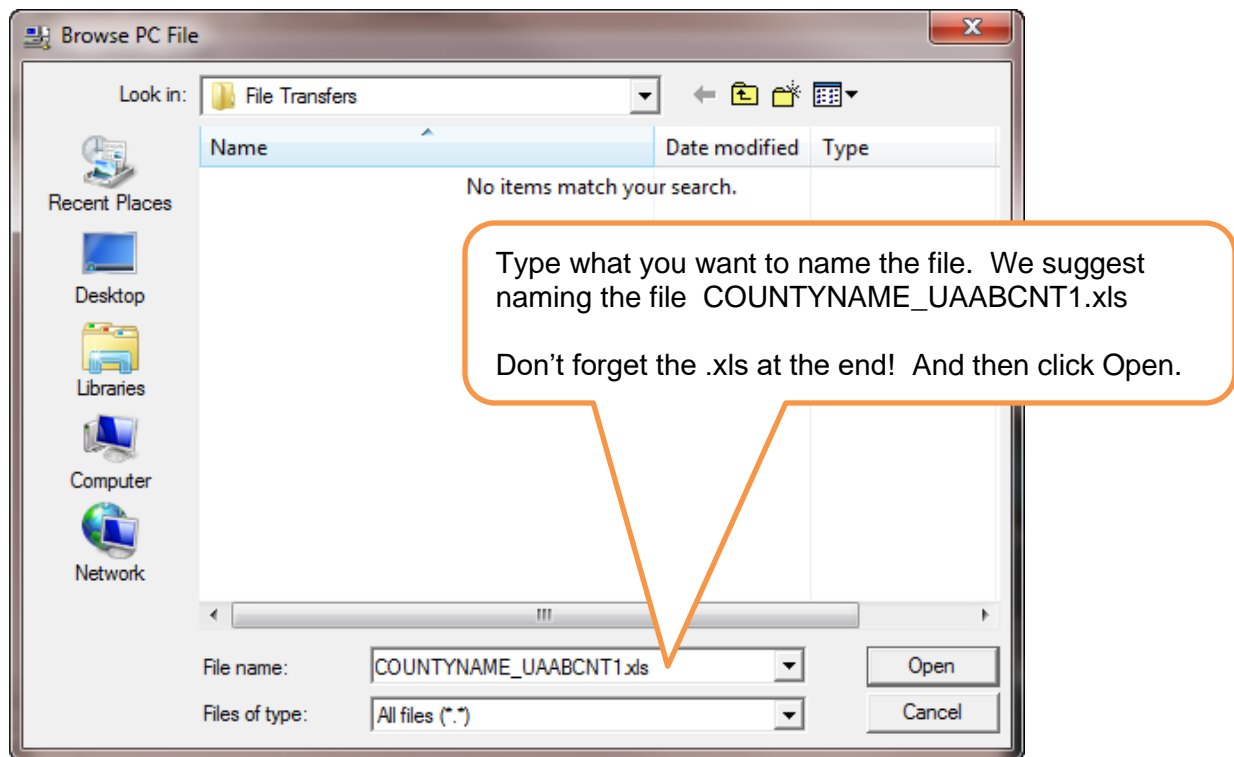 Browse PC File
Look in: File Transfers
Name Date modified Type
No items match your search.
Recent Places
Desktop
Libraries
Computer
Network
Type what you want to name the file.  We suggest
naming the file  COUNTYNAME_UAABCNT1.xls
Don’t forget the .xls at the end!  And then click Open.
File name: COUNTYNAME_UAABCNT1.xls Open
Files of type: All files (*.*) Cancel